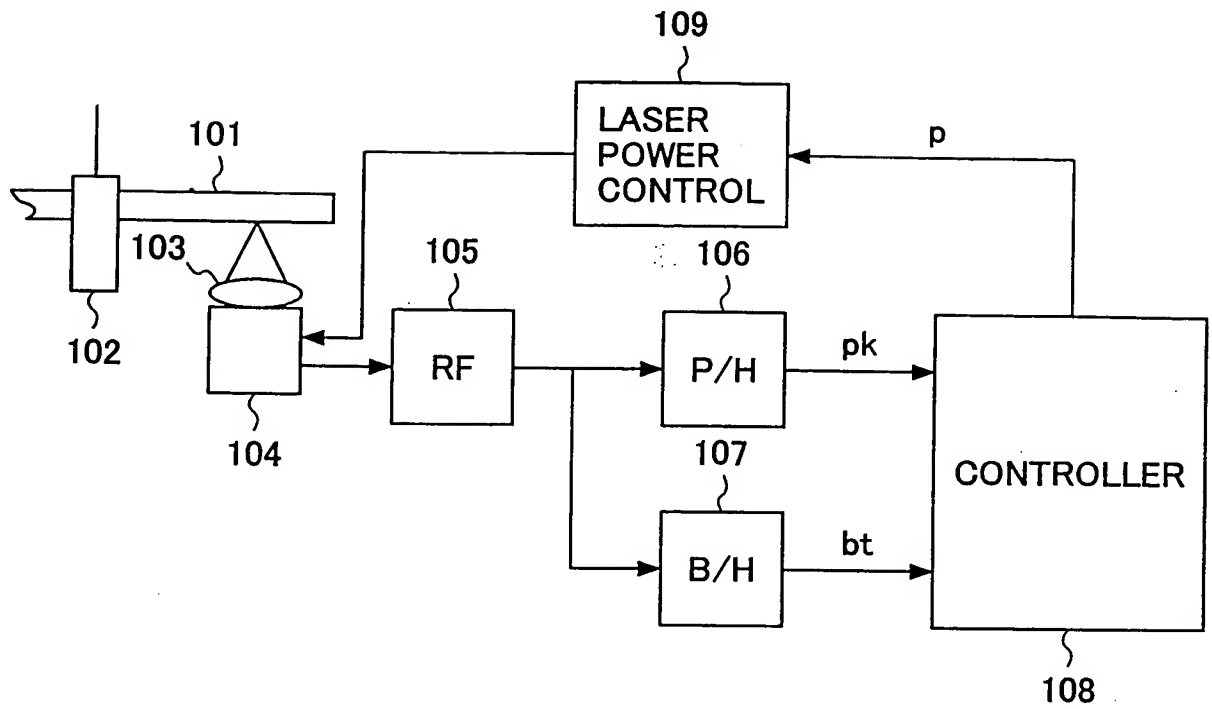 109
LASER
POWER
CONTROL
p
101
103
105
106
102
RF
P/H
pk
104
107
CONTROLLER
B/H
bt
108